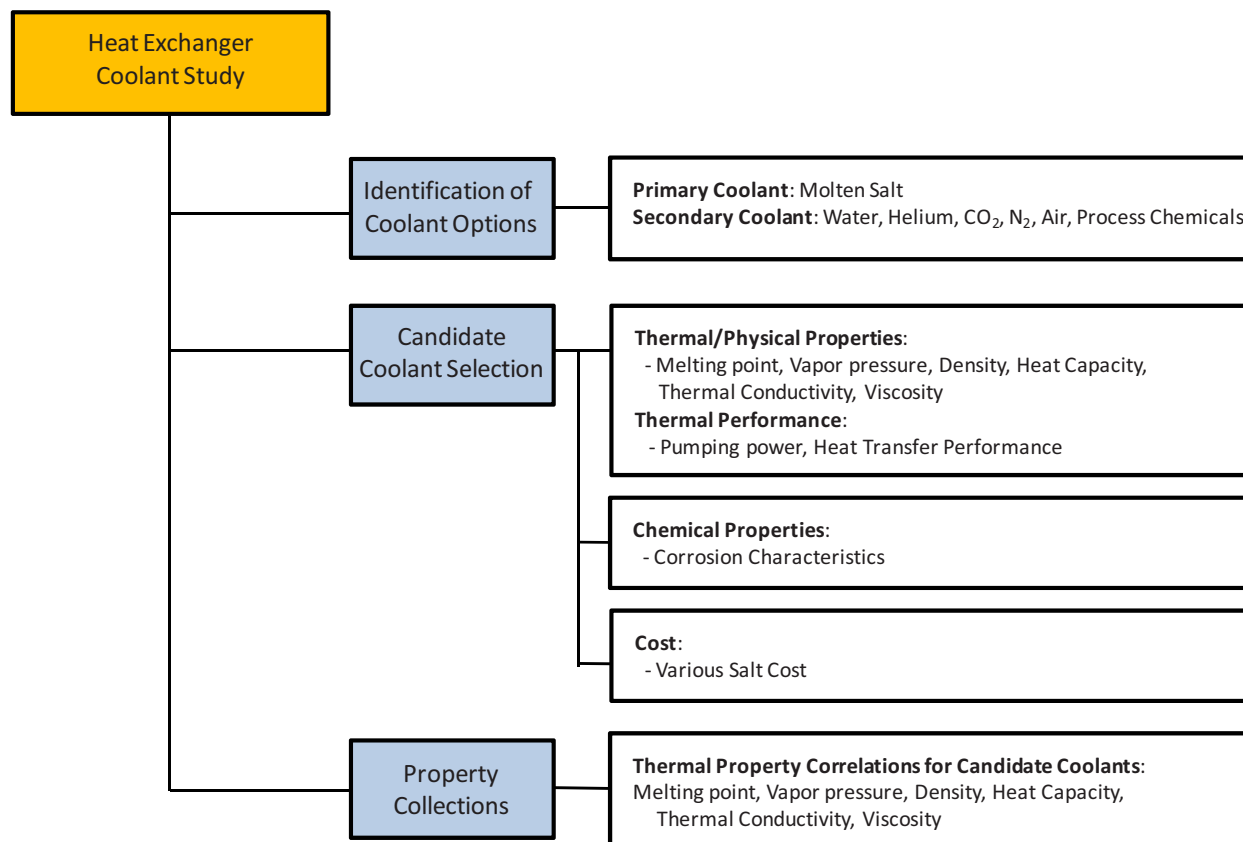 Heat Exchanger
Coolant Study
Identification of
Coolant Options
Primary Coolant: Molten Salt
Secondary Coolant: Water, Helium, CO₂, N₂, Air, Process Chemicals
Candidate
Coolant Selection
Thermal/Physical Properties:
- Melting point, Vapor pressure, Density, Heat Capacity,
Thermal Conductivity, Viscosity
Thermal Performance:
- Pumping power, Heat Transfer Performance
Chemical Properties:
- Corrosion Characteristics
Cost:
- Various Salt Cost
Property
Collections
Thermal Property Correlations for Candidate Coolants:
Melting point, Vapor pressure, Density, Heat Capacity,
Thermal Conductivity, Viscosity